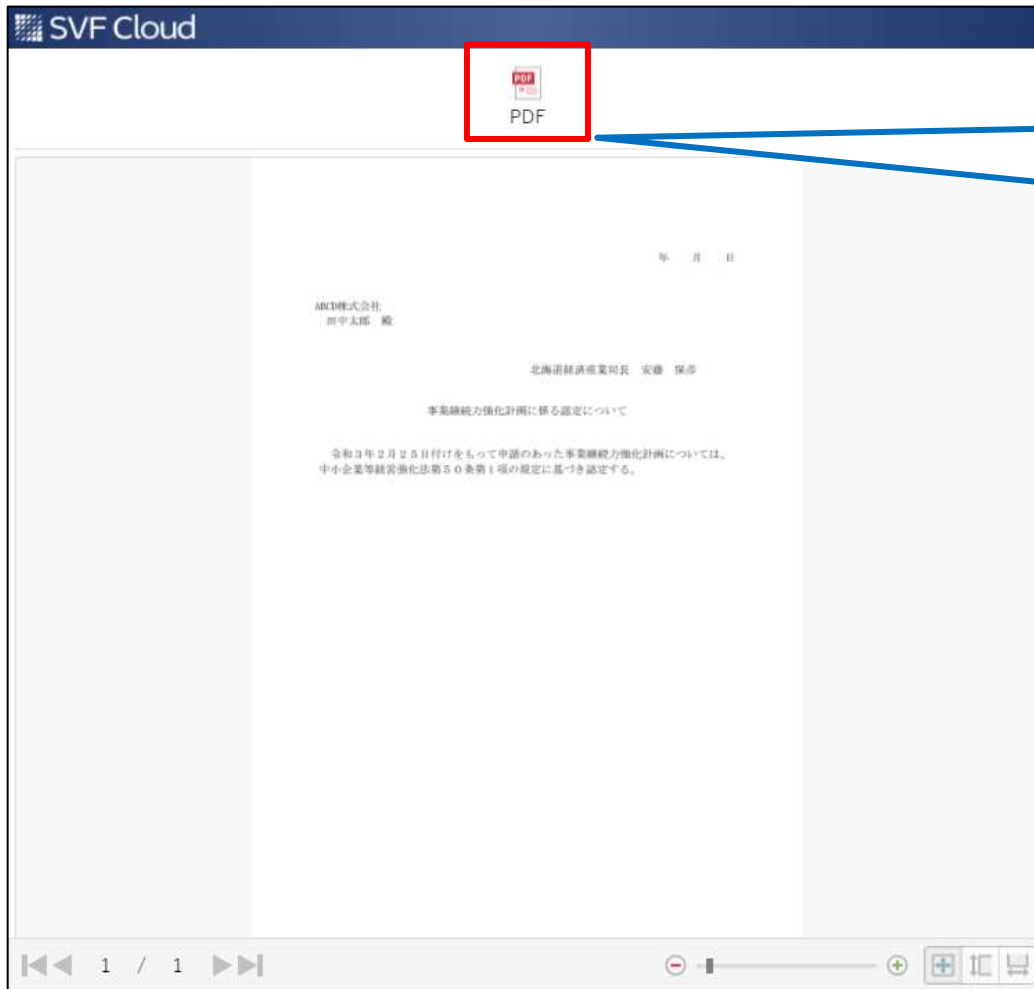 SVF Cloud
PDF
PDF
年　月　日
ABCD株式会社
田中太郎　殿
北海道経済産業局長　安藤　保彦
事業継続力強化計画に係る認定について
令和３年２月２５日付けをもって申請のあった事業継続力強化計画については、
中小企業等経営強化法第５０条第１項の規定に基づき認定する。
1 / 1